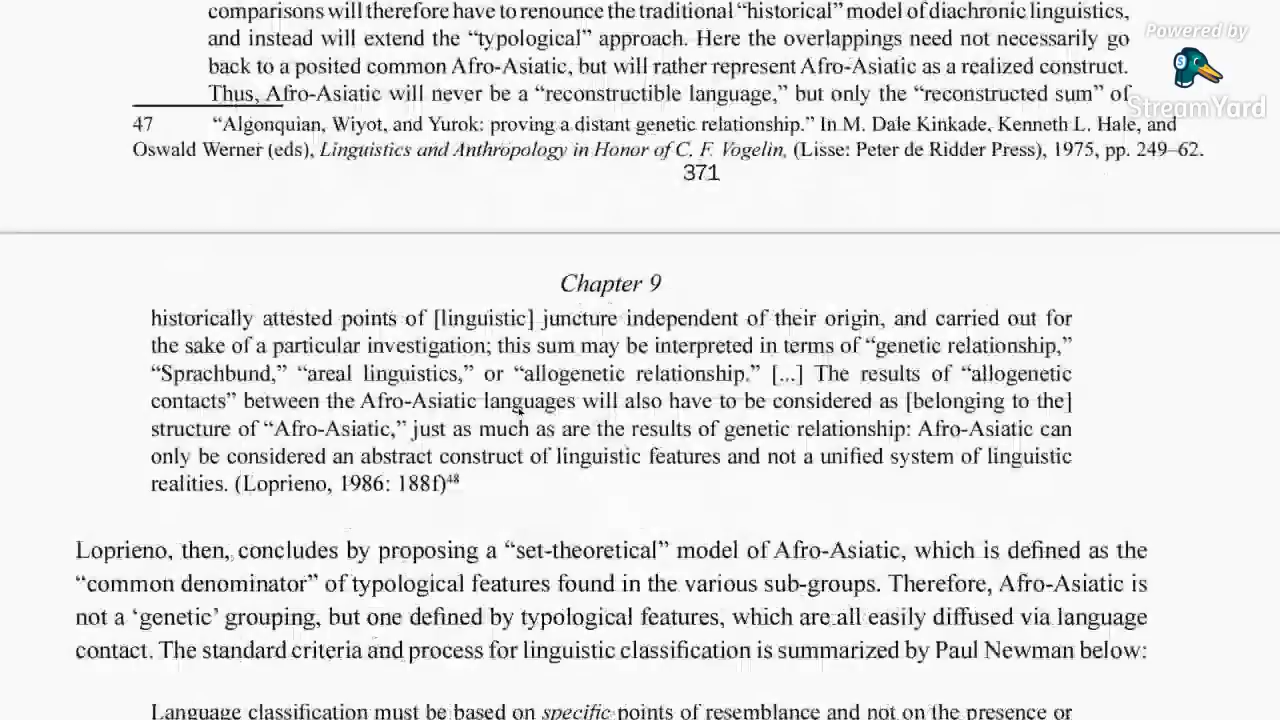 comparisons will therefore have to renounce the traditional “historical” model of diachronic linguistics,
and instead will extend the “typological” approach. Here the overlappings need not necessarily go
back to a posited common Afro-Asiatic, but will rather represent Afro-Asiatic as a realized construct.
Thus, Afro-Asiatic will never be a “reconstructible language,” but only the “reconstructed sum” of
Powered by
StreamYard
47 “Algonquian, Wiyot, and Yurok: proving a distant genetic relationship.” In M. Dale Kinkade, Kenneth L. Hale, and
Oswald Werner (eds), Linguistics and Anthropology in Honor of C. F. Vogelin, (Lisse: Peter de Ridder Press), 1975, pp. 249–62.
371
Chapter 9
historically attested points of [linguistic] juncture independent of their origin, and carried out for
the sake of a particular investigation; this sum may be interpreted in terms of “genetic relationship,”
“Sprachbund,” “areal linguistics,” or “allogenetic relationship.” [...] The results of “allogenetic
contacts” between the Afro-Asiatic languages will also have to be considered as [belonging to the]
structure of “Afro-Asiatic,” just as much as are the results of genetic relationship: Afro-Asiatic can
only be considered an abstract construct of linguistic features and not a unified system of linguistic
realities. (Loprieno, 1986: 188f)48
Loprieno, then, concludes by proposing a “set-theoretical” model of Afro-Asiatic, which is defined as the
“common denominator” of typological features found in the various sub-groups. Therefore, Afro-Asiatic is
not a ‘genetic’ grouping, but one defined by typological features, which are all easily diffused via language
contact. The standard criteria and process for linguistic classification is summarized by Paul Newman below:
Language classification must be based on specific points of resemblance and not on the presence or